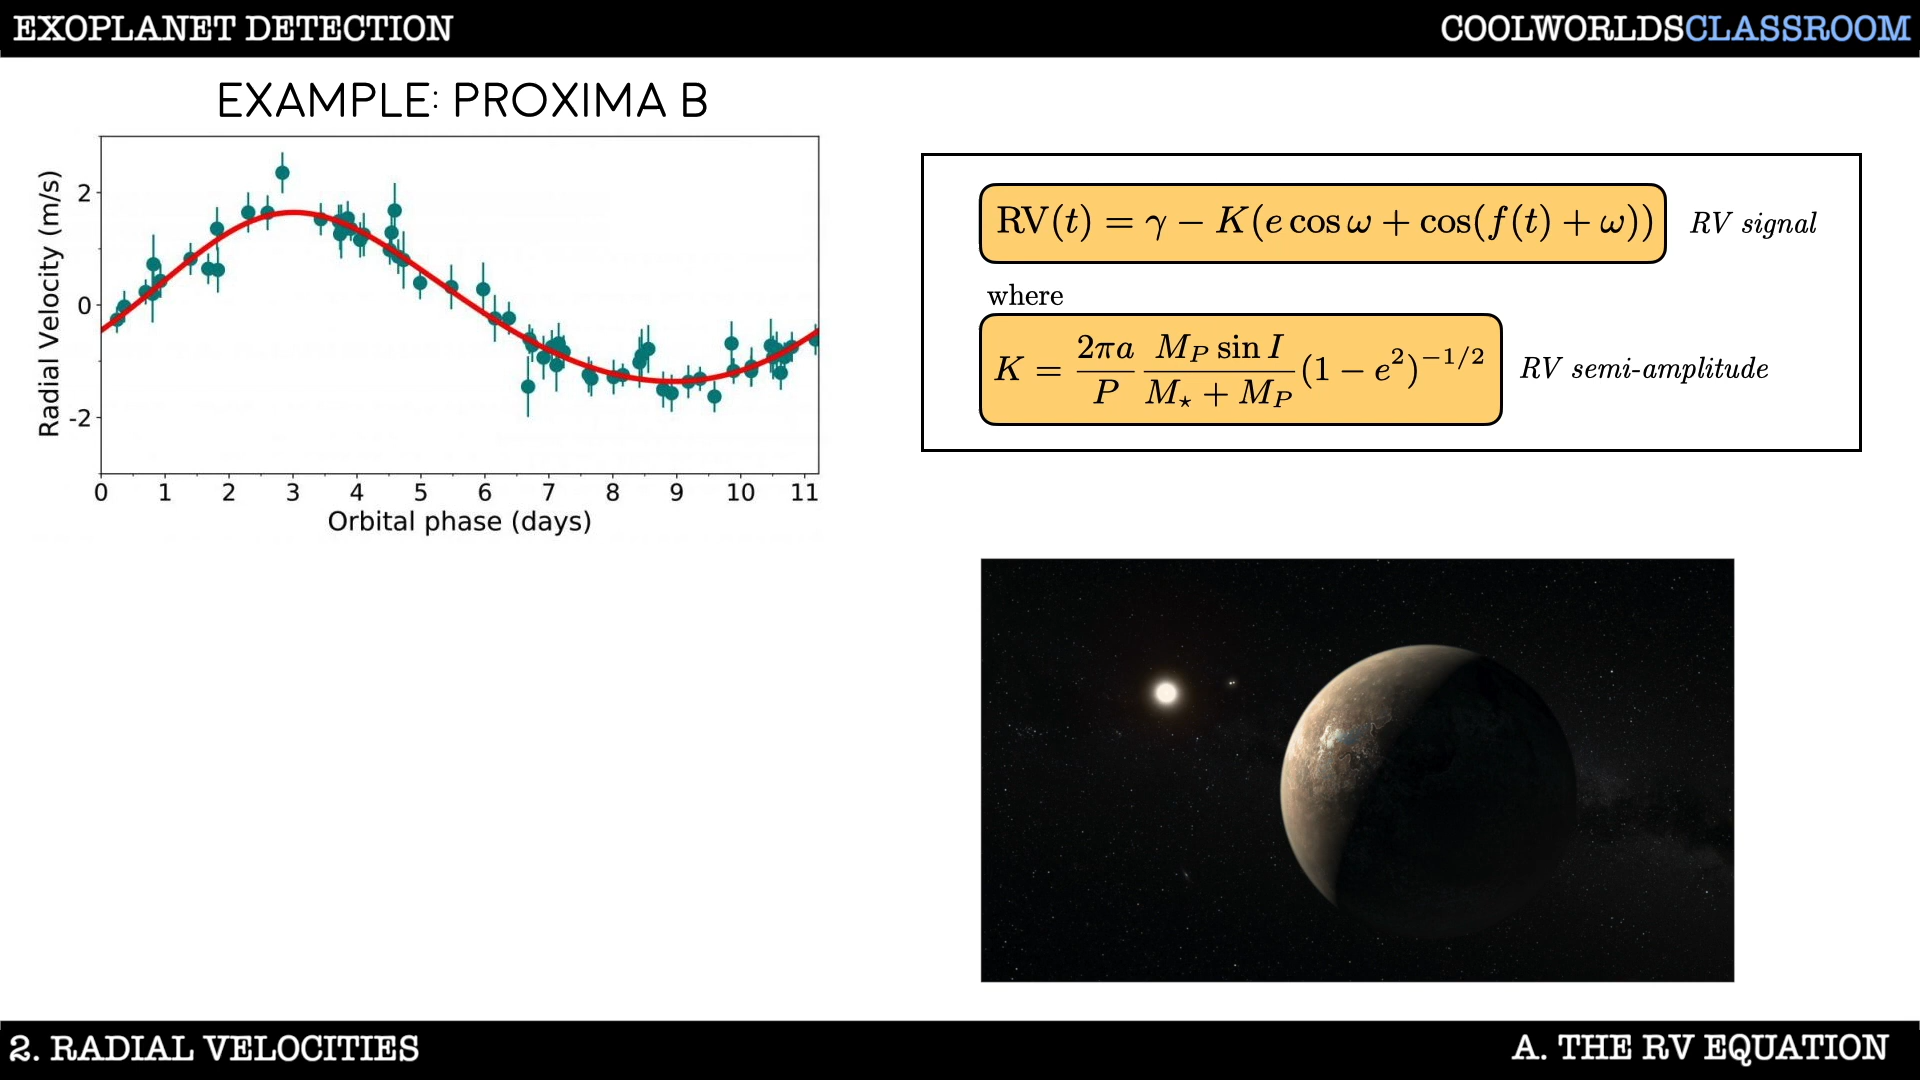 EXOPLANET DETECTION
COOLWORLDSCLASSROOM
EXAMPLE: PROXIMA B
Radial Velocity (m/s)
2
0
-2
0 1 2 3 4 5 6 7 8 9 10 11
Orbital phase (days)
RV(t) = γ − K(e cos ω + cos(f(t) + ω)) RV signal
where
K = \frac{2πa}{P} \frac{M_P sin I}{M_⋆ + M_P} (1 − e^2)^{−1/2} RV semi-amplitude
2. RADIAL VELOCITIES
A. THE RV EQUATION